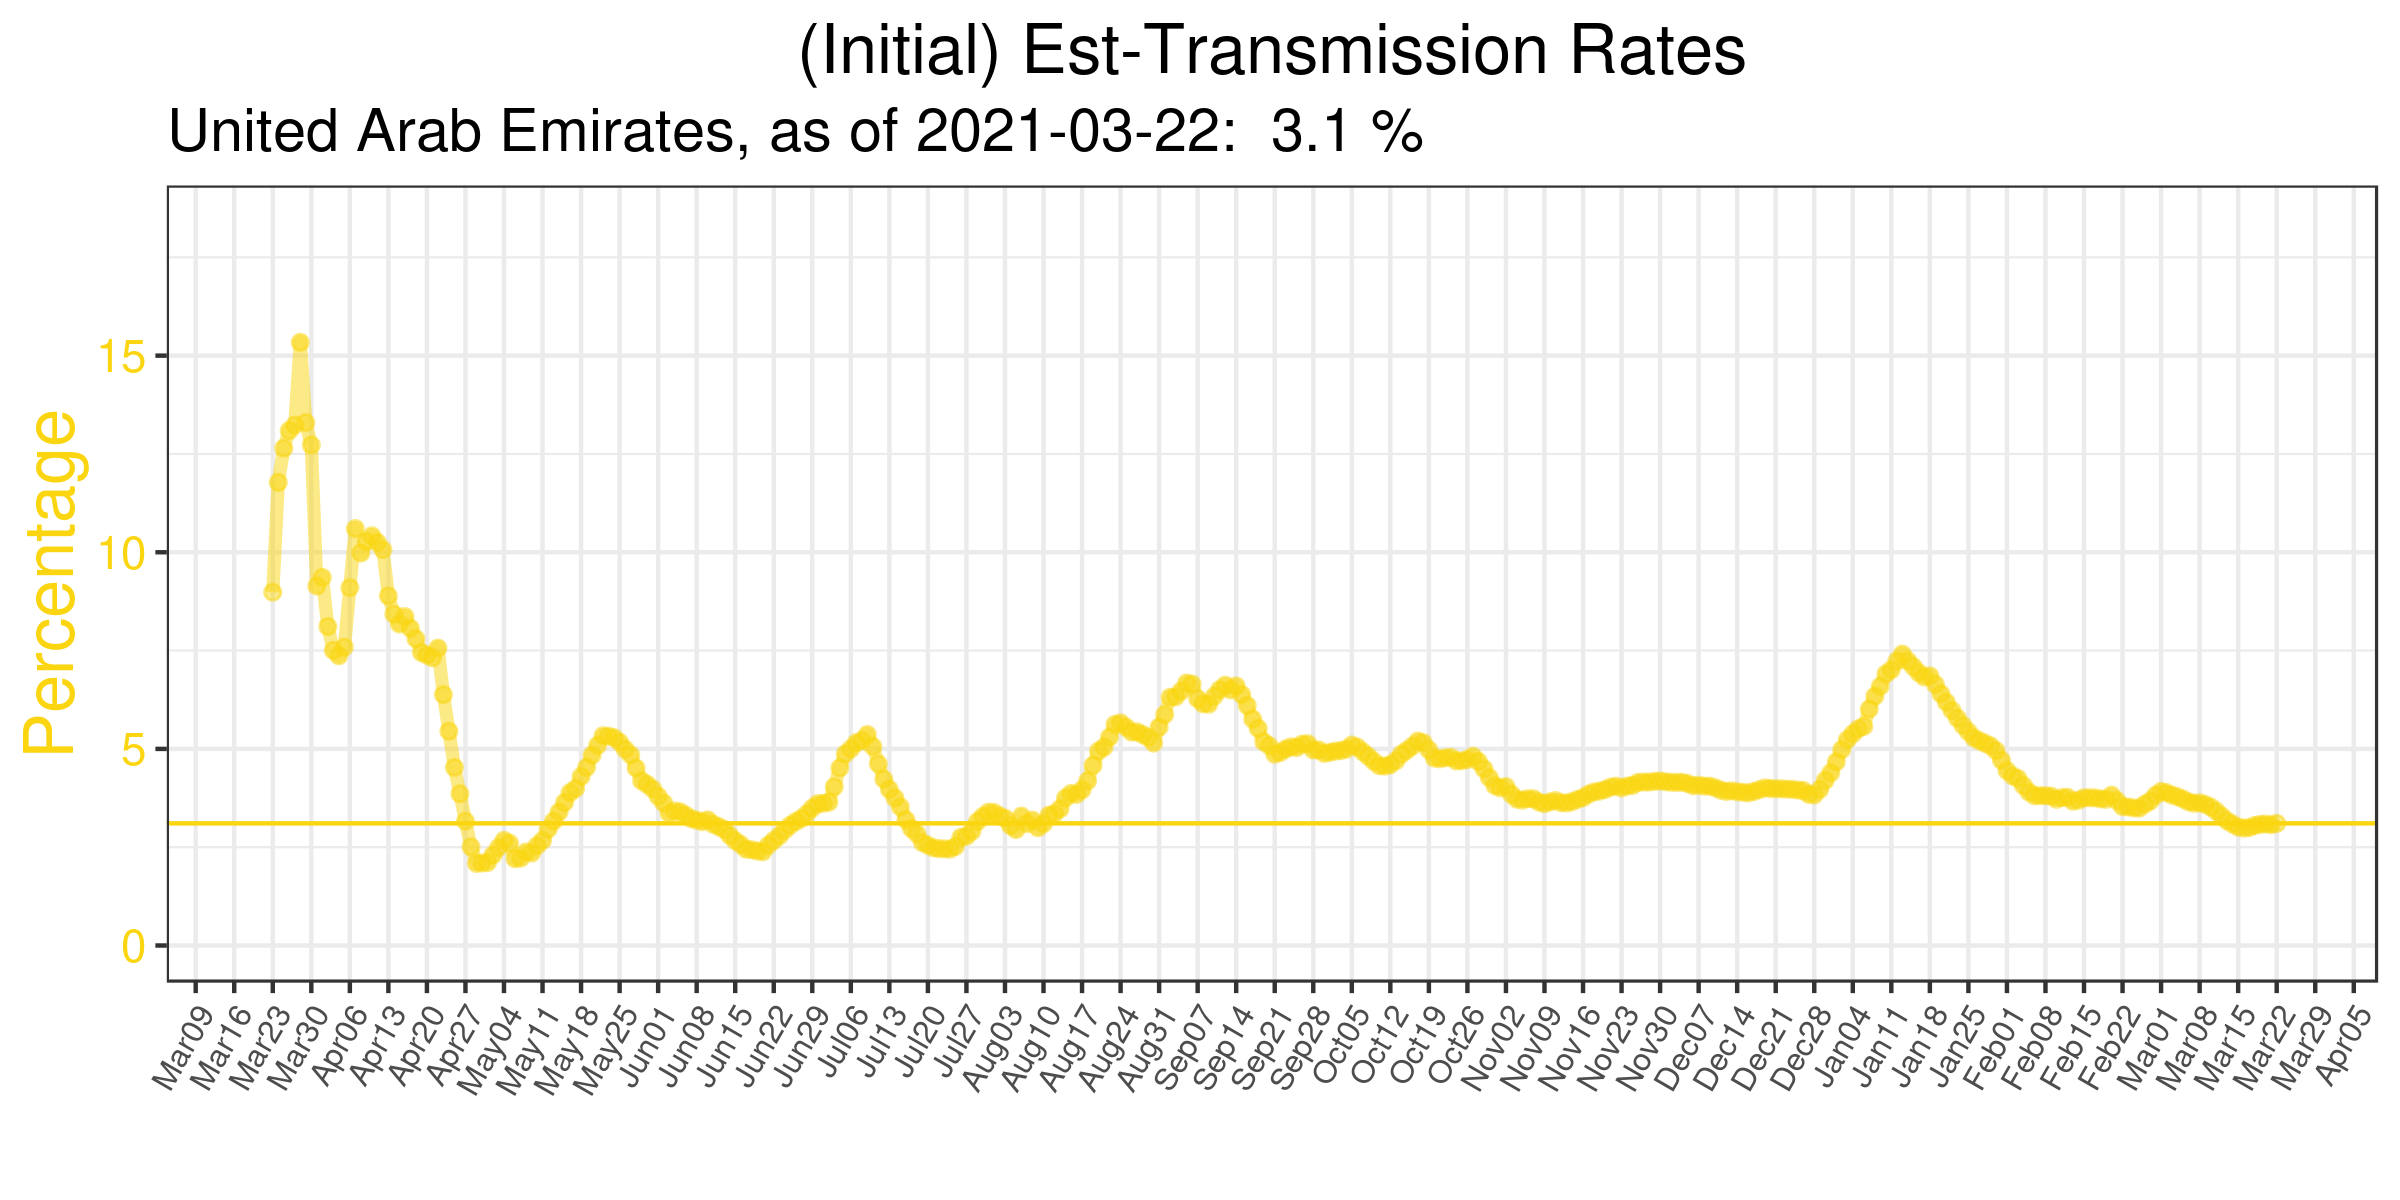 (Initial) Est-Transmission Rates
United Arab Emirates, as of 2021-03-22:  3.1 %
Percentage
15
10
5
0
Mar09 Mar16 Mar23 Mar30 Apr06 Apr13 Apr20 Apr27 May04 May11 May18 May25 Jun01 Jun08 Jun15 Jun22 Jun29 Jul06 Jul13 Jul20 Jul27 Aug03 Aug10 Aug17 Aug24 Aug31 Sep07 Sep14 Sep21 Sep28 Oct05 Oct12 Oct19 Oct26 Nov02 Nov09 Nov16 Nov23 Nov30 Dec07 Dec14 Dec21 Dec28 Jan04 Jan11 Jan18 Jan25 Feb01 Feb08 Feb15 Feb22 Mar01 Mar08 Mar15 Mar22 Mar29 Apr05